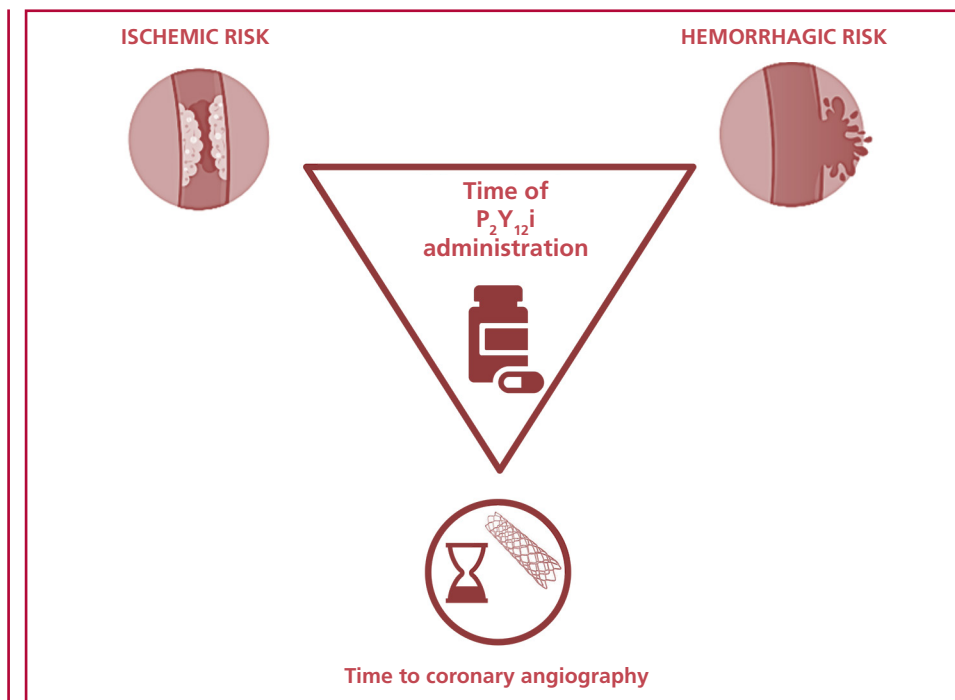 ISCHEMIC RISK
HEMORRHAGIC RISK
Time of
P₂Y₁₂i
administration
Time to coronary angiography